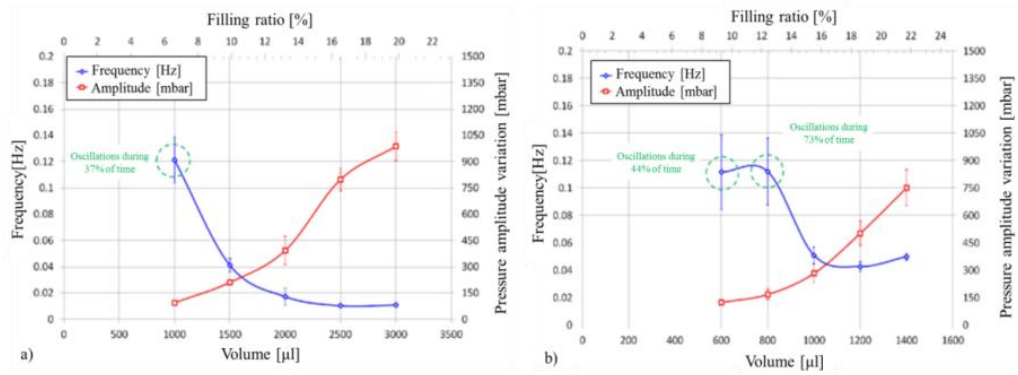 Filling ratio [%]
0 2 4 6 8 10 12 14 16 18 20 22
0.2 0.18 0.16 0.14 0.12 0.1 0.08 0.06 0.04 0.02 0
Frequency[Hz]
Frequency [Hz]
Amplitude [mbar]
Oscillations during
37% of time
1500 1350 1200 1050 900 750 600 450 300 150 0
Pressure amplitude variation [mbar]
0 500 1000 1500 2000 2500 3000 3500
a) Volume [µl]
Filling ratio [%]
0 2 4 6 8 10 12 14 16 18 20 22 24
0.2 0.18 0.16 0.14 0.12 0.1 0.08 0.06 0.04 0.02 0
Frequency[Hz]
Frequency [Hz]
Amplitude [mbar]
Oscillations during
73% of time
Oscillations during
44% of time
1500 1350 1200 1050 900 750 600 450 300 150 0
Pressure amplitude variation [mbar]
0 200 400 600 800 1000 1200 1400 1600
b) Volume [µl]